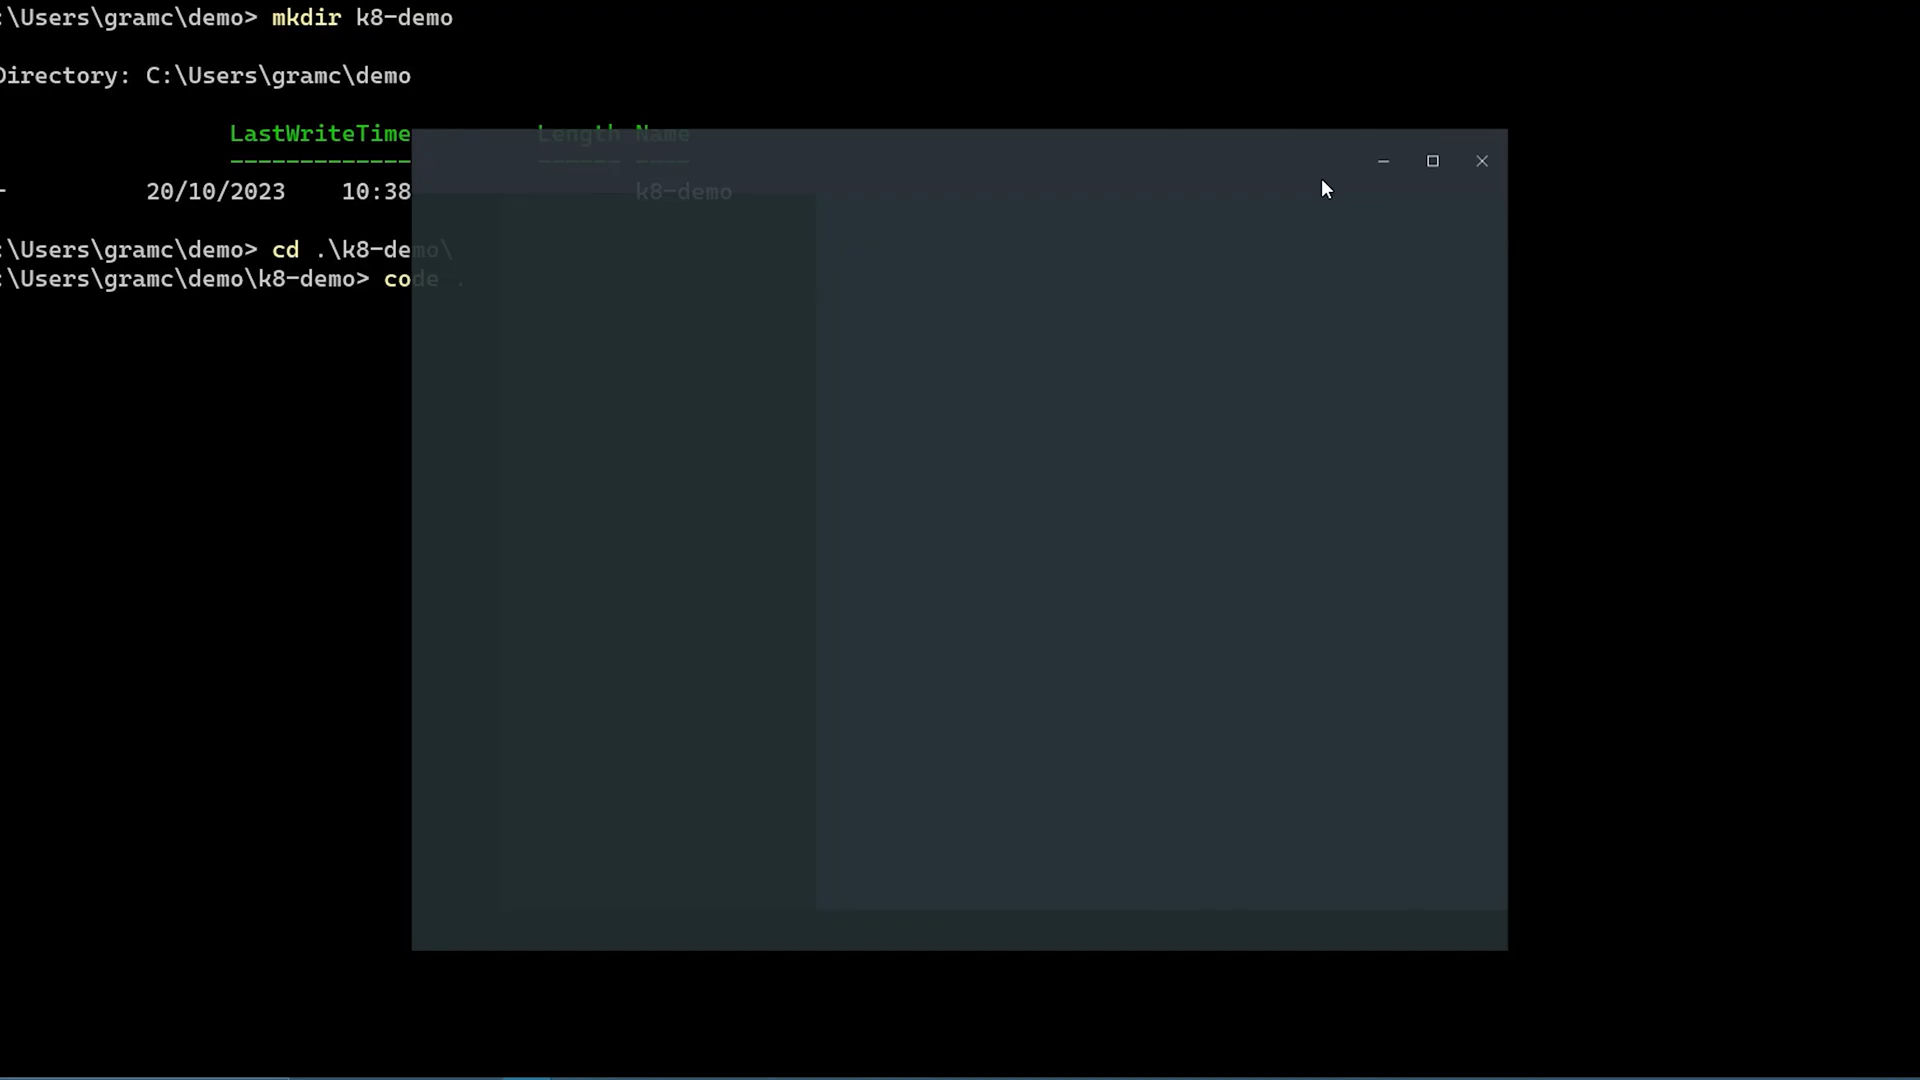 :\Users\gramc\demo> mkdir k8-demo
Directory: C:\Users\gramc\demo
LastWriteTime Length Name
------------- ------ ----
- 20/10/2023 10:38 k8-demo
:\Users\gramc\demo> cd .\k8-demo\
:\Users\gramc\demo\k8-demo> code .